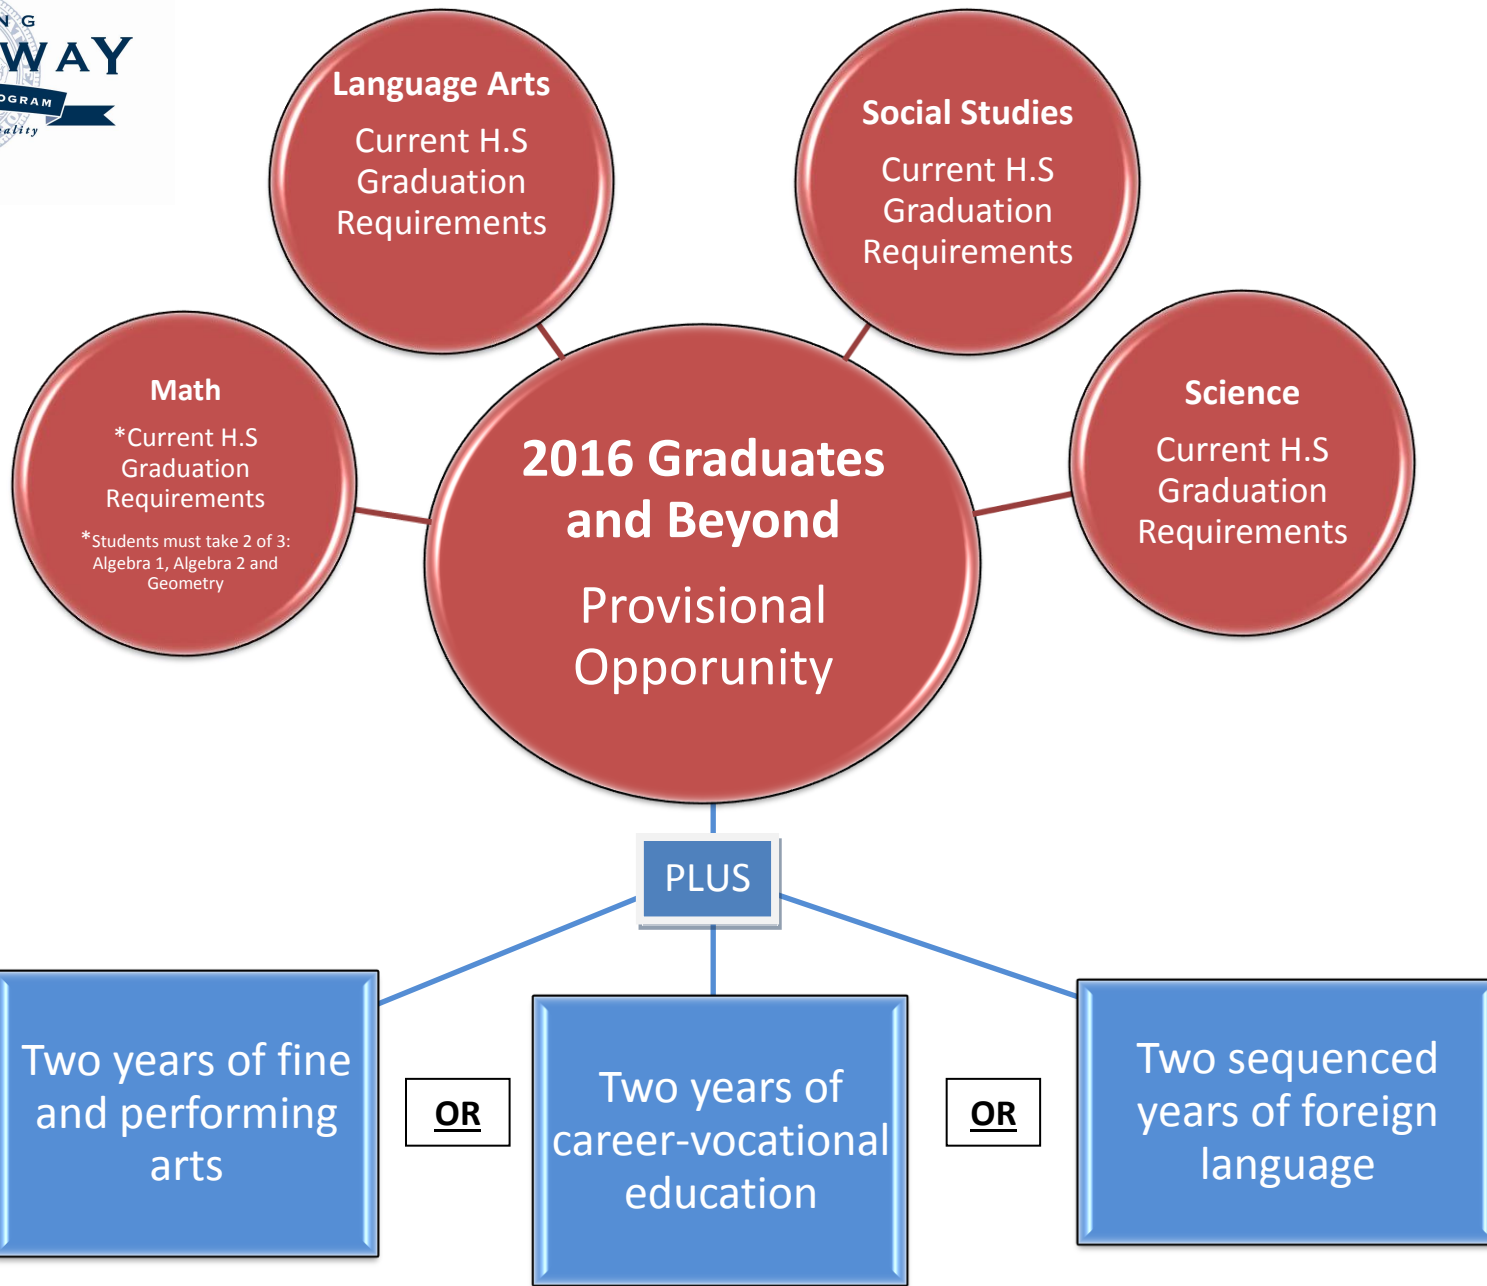 Language Arts
Current H.S
Graduation
Requirements
Social Studies
Current H.S
Graduation
Requirements
Math
*Current H.S
Graduation
Requirements
*Students must take 2 of 3:
Algebra 1, Algebra 2 and
Geometry
Science
Current H.S
Graduation
Requirements
2016 Graduates
and Beyond
Provisional
Opporunity
PLUS
Two years of fine
and performing
arts
OR
Two years of
career-vocational
education
OR
Two sequenced
years of foreign
language